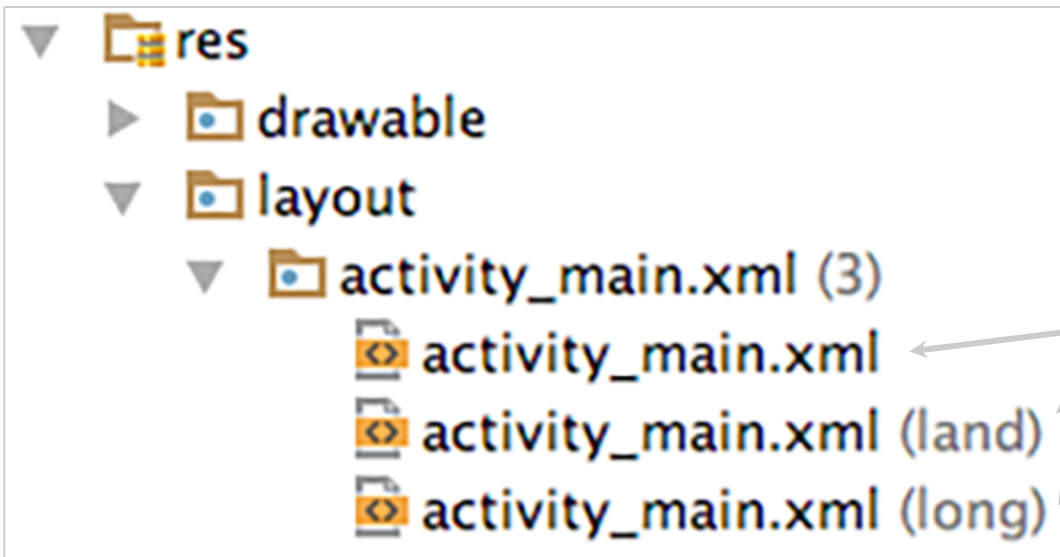 res
drawable
layout
activity_main.xml (3)
activity_main.xml
activity_main.xml (land)
activity_main.xml (long)